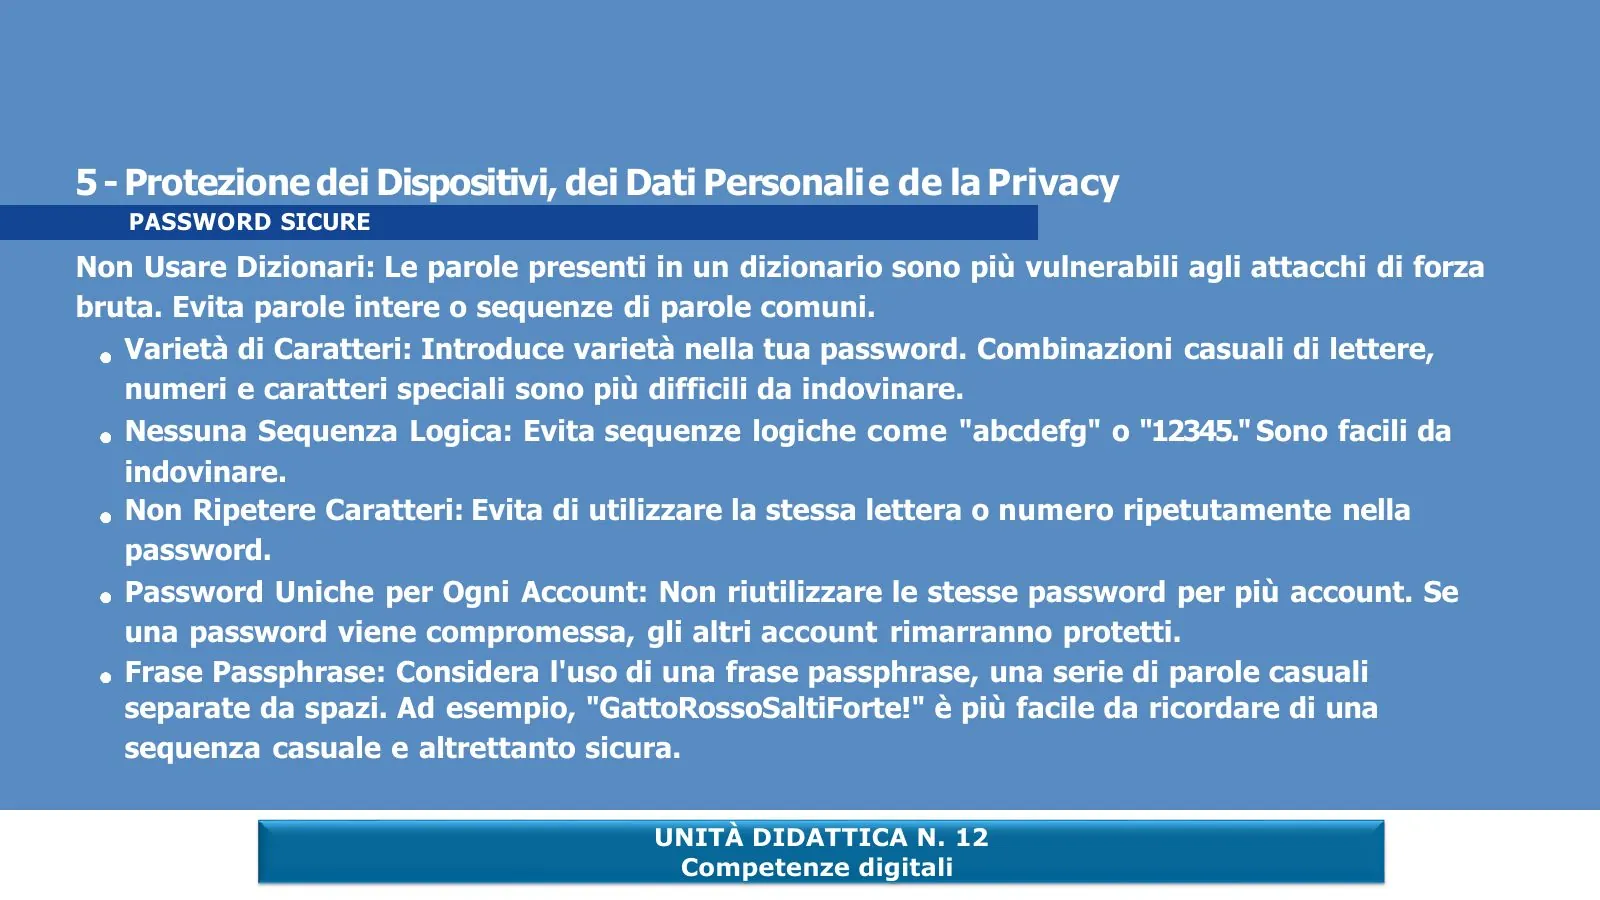 5 - Protezione dei Dispositivi, dei Dati Personali e de la Privacy
PASSWORD SICURE
Non Usare Dizionari: Le parole presenti in un dizionario sono più vulnerabili agli attacchi di forza
bruta. Evita parole intere o sequenze di parole comuni.
• Varietà di Caratteri: Introduce varietà nella tua password. Combinazioni casuali di lettere,
numeri e caratteri speciali sono più difficili da indovinare.
• Nessuna Sequenza Logica: Evita sequenze logiche come "abcdefg" o "12345." Sono facili da
indovinare.
• Non Ripetere Caratteri: Evita di utilizzare la stessa lettera o numero ripetutamente nella
password.
• Password Uniche per Ogni Account: Non riutilizzare le stesse password per più account. Se
una password viene compromessa, gli altri account rimarranno protetti.
• Frase Passphrase: Considera l'uso di una frase passphrase, una serie di parole casuali
separate da spazi. Ad esempio, "GattoRossoSaltiForte!" è più facile da ricordare di una
sequenza casuale e altrettanto sicura.
UNITÀ DIDATTICA N. 12
Competenze digitali